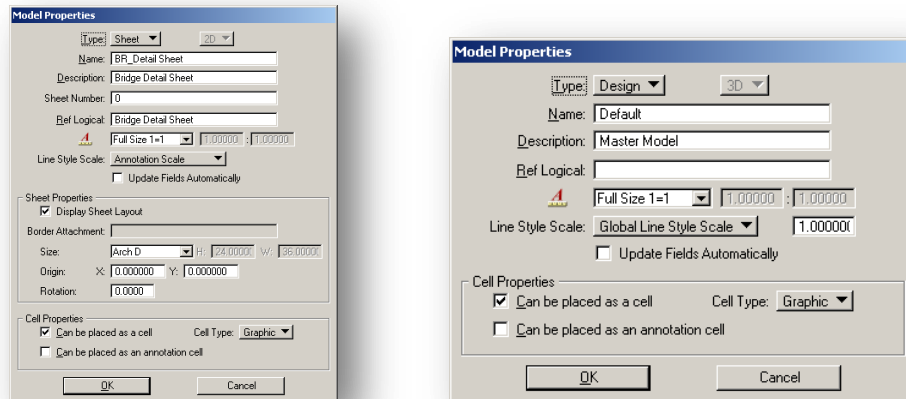 Model Properties
Type: Sheet 2D
Name: BR_Detail Sheet
Description: Bridge Detail Sheet
Sheet Number: 0
Ref Logical: Bridge Detail Sheet
Full Size 1=1 1.00000 : 1.00000
Line Style Scale: Annotation Scale
Update Fields Automatically
Sheet Properties
Display Sheet Layout
Border Attachment:
Size: Arch D H: 24.0000 W: 36.0000
Origin: X: 0.000000 Y: 0.000000
Rotation: 0.0000
Cell Properties
Can be placed as a cell Cell Type: Graphic
Can be placed as an annotation cell
OK Cancel
Model Properties
Type: Design 3D
Name: Default
Description: Master Model
Ref Logical:
Full Size 1=1 1.00000 : 1.00000
Line Style Scale: Global Line Style Scale 1.00000
Update Fields Automatically
Cell Properties
Can be placed as a cell Cell Type: Graphic
Can be placed as an annotation cell
OK Cancel